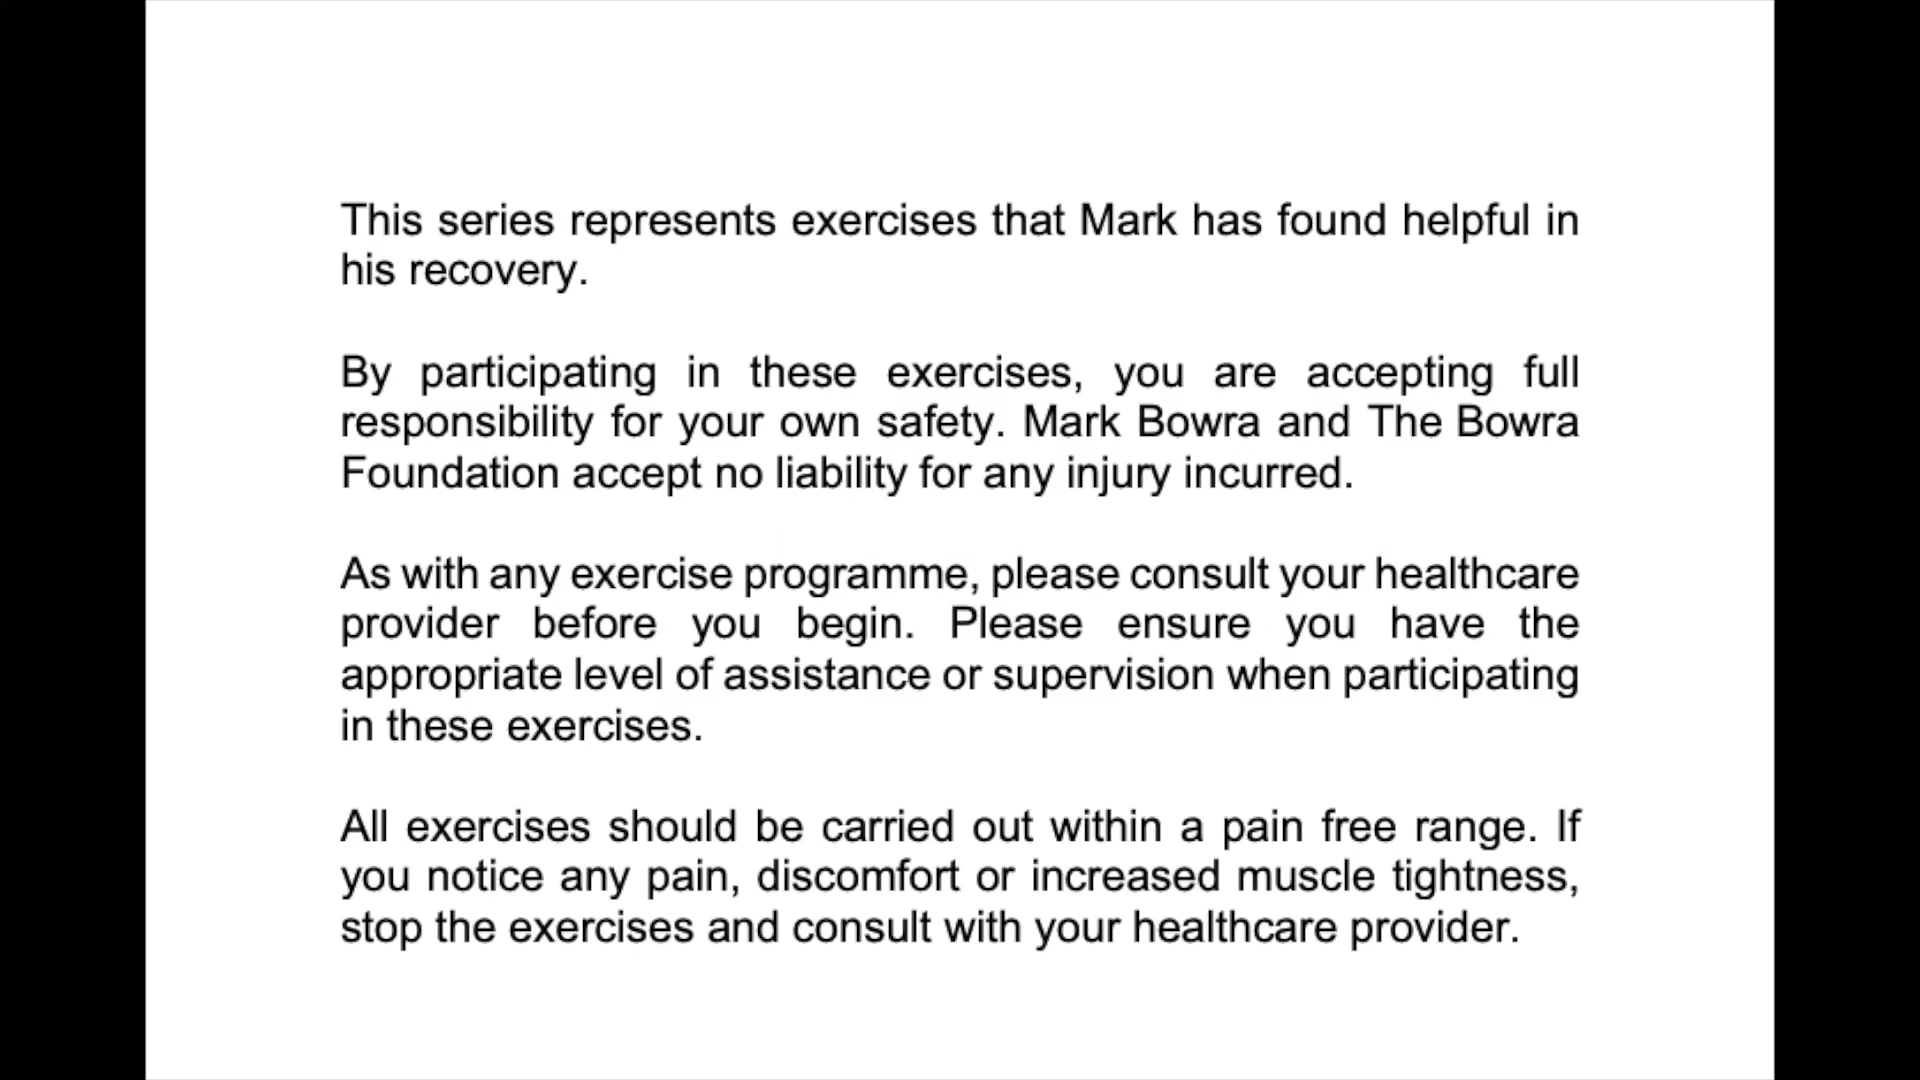 This series represents exercises that Mark has found helpful in
his recovery.
By participating in these exercises, you are accepting full
responsibility for your own safety. Mark Bowra and The Bowra
Foundation accept no liability for any injury incurred.
As with any exercise programme, please consult your healthcare
provider before you begin. Please ensure you have the
appropriate level of assistance or supervision when participating
in these exercises.
All exercises should be carried out within a pain free range. If
you notice any pain, discomfort or increased muscle tightness,
stop the exercises and consult with your healthcare provider.